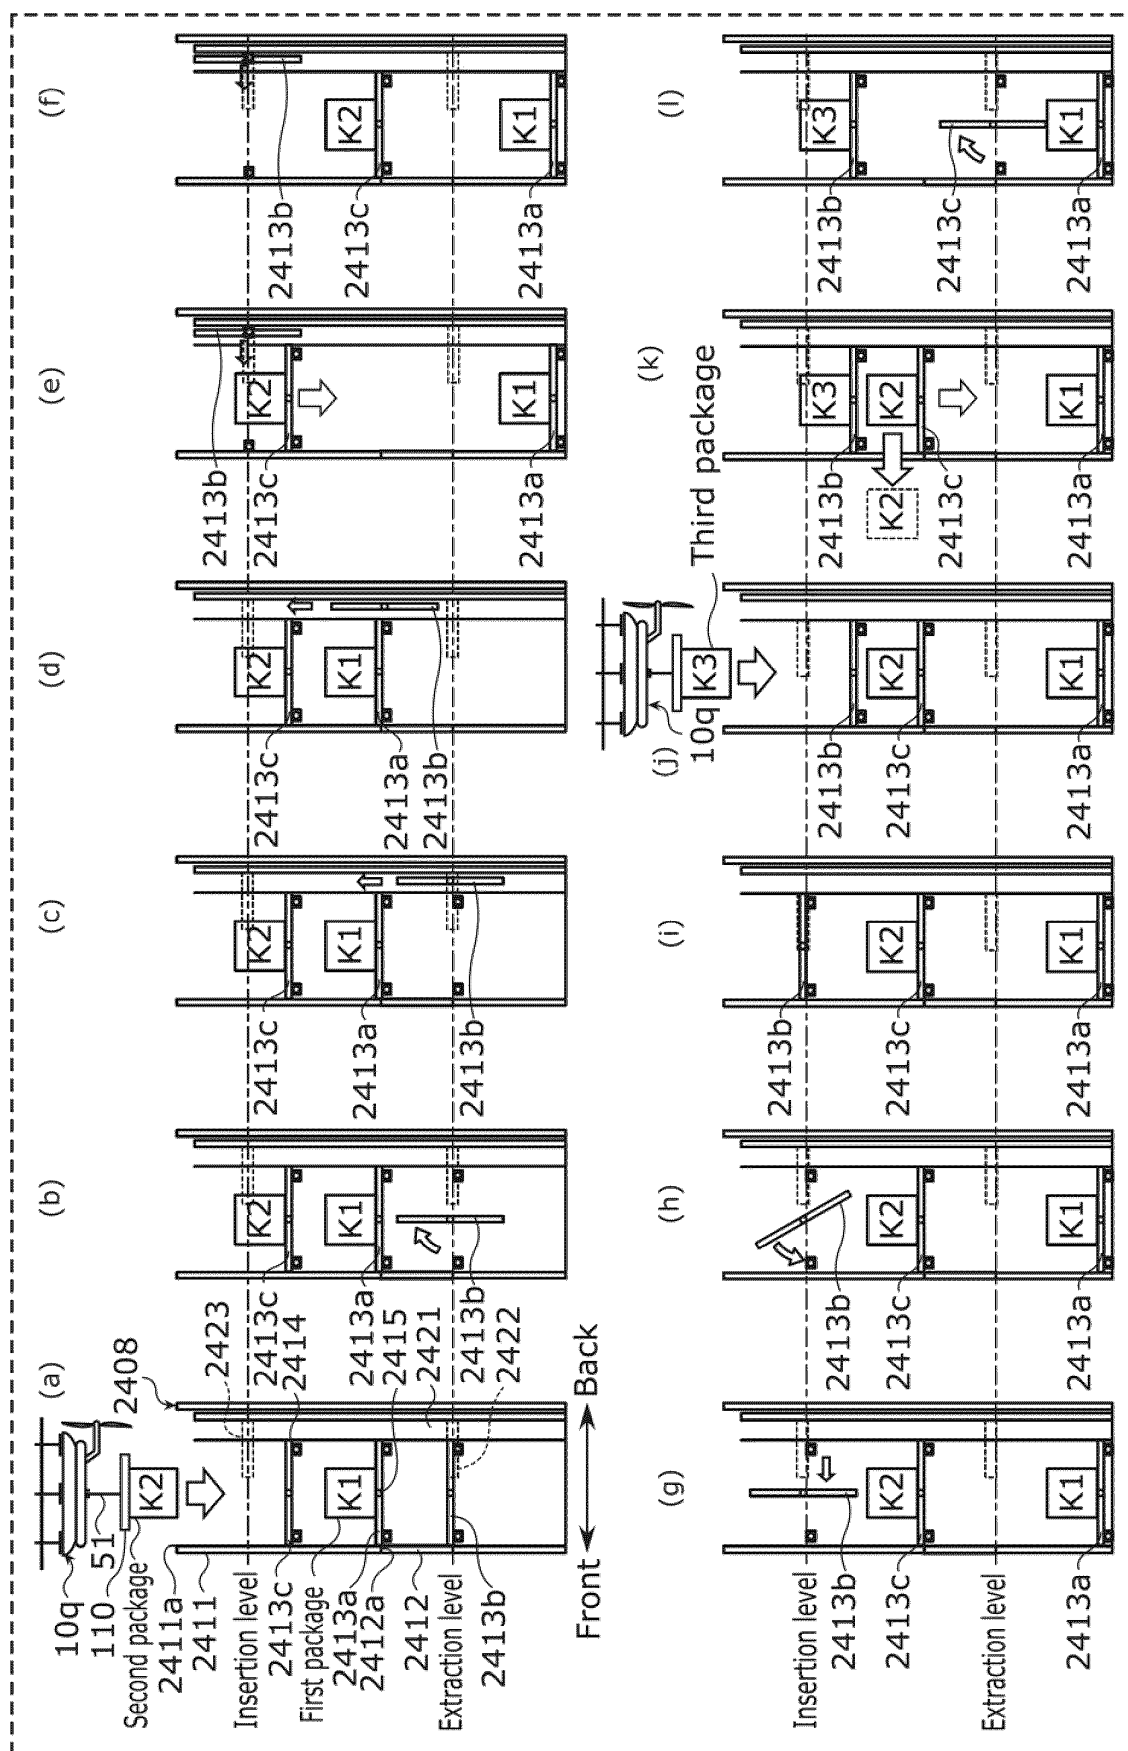 (a)
2408
10q
110
51
Second package
K2
2411a
2411
2423
Insertion level
2413c
2414
First package
K1
2413a
2415
2412a
2412
2421
Extraction level
2413b
2422
Front
Back
(b)
K2
2413c
K1
2413a
2413b
(c)
K2
2413c
K1
2413a
2413b
(d)
K2
2413c
K1
2413a
2413b
(e)
2413b
K2
2413c
K1
2413a
(f)
2413b
K2
2413c
K1
2413a
(g)
Insertion level
2413b
K2
2413c
Extraction level
K1
2413a
(h)
2413b
K2
2413c
K1
2413a
(i)
2413b
K2
2413c
K1
2413a
(j)
10q
K3
Third package
2413b
K2
2413c
K1
2413a
(k)
K3
2413b
K2
K2
2413c
K1
2413a
(l)
K3
2413b
2413c
K1
2413a